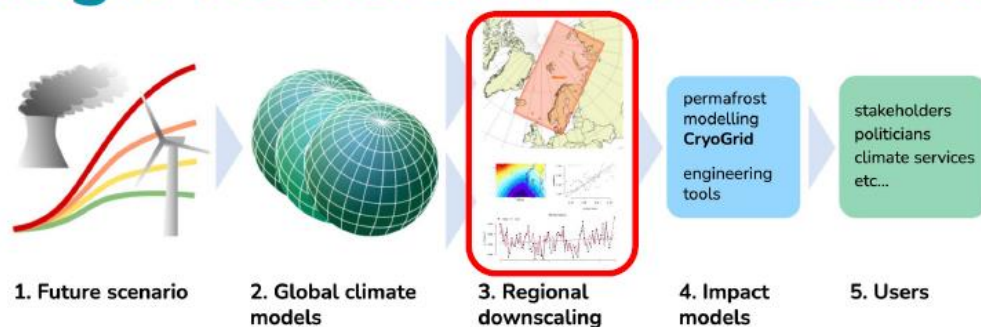 permafrost
modelling
CryoGrid
engineering
tools
stakeholders
politicians
climate services
etc...
1. Future scenario
2. Global climate
models
3. Regional
downscaling
4. Impact
models
5. Users